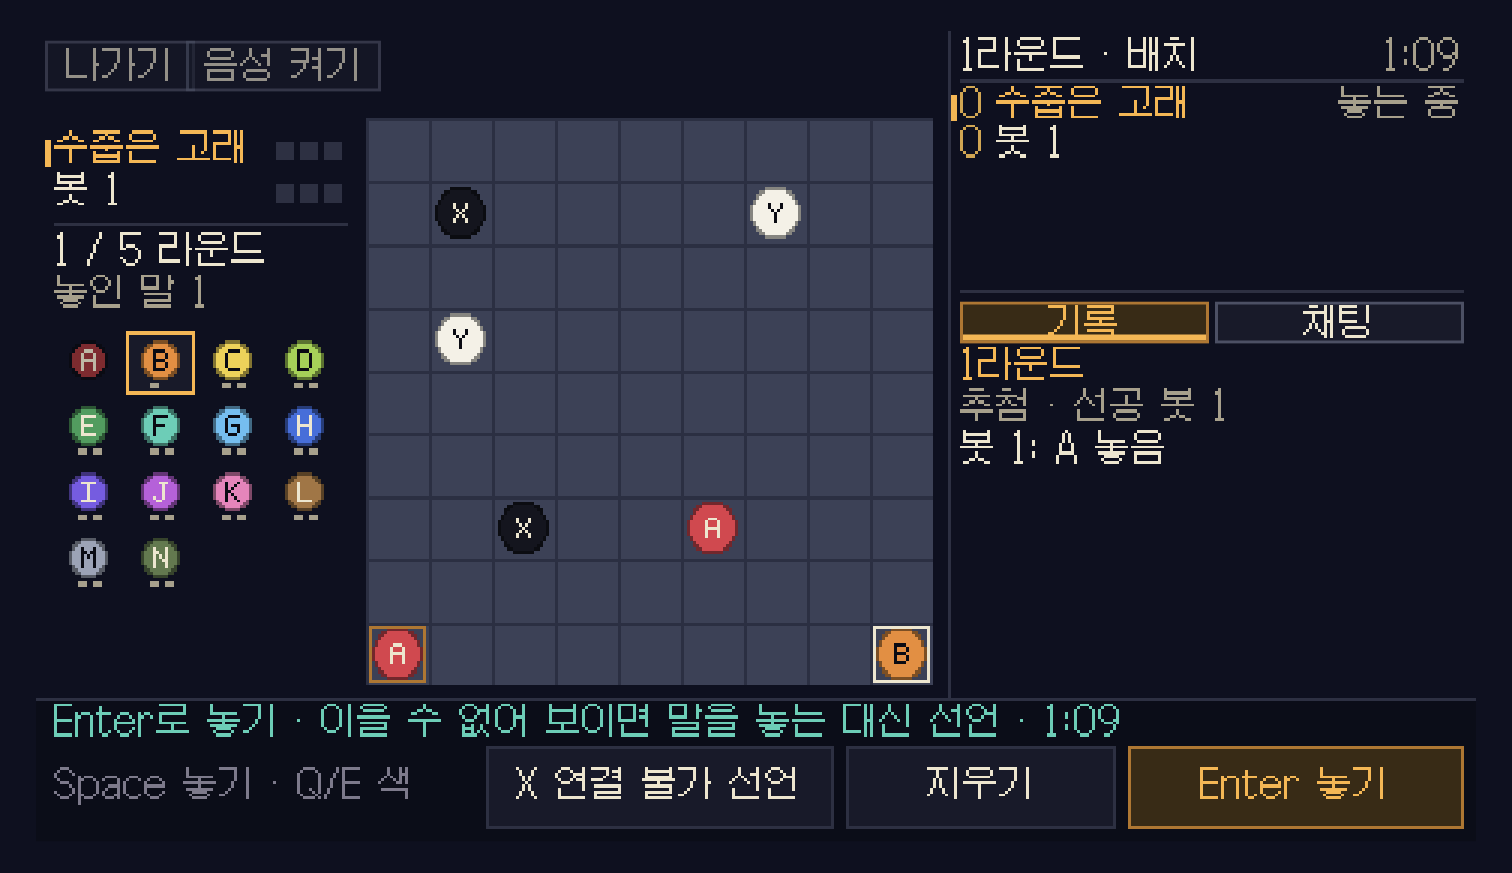 나가기 음성 켜기
수줍은 고래
봇 1
1 / 5 라운드
놓인 말 1
A B C D
E F G H
I J K L
M N
X Y
Y
X A
A B
1라운드 · 배치 1:09
0 수줍은 고래 놓는 중
0 봇 1
기록 채팅
1라운드
추첨 · 선공 봇 1
봇 1: A 놓음
Enter로 놓기 · 이을 수 없어 보이면 말을 놓는 대신 선언 · 1:09
Space 놓기 · Q/E 색 X 연결 불가 선언 지우기 Enter 놓기